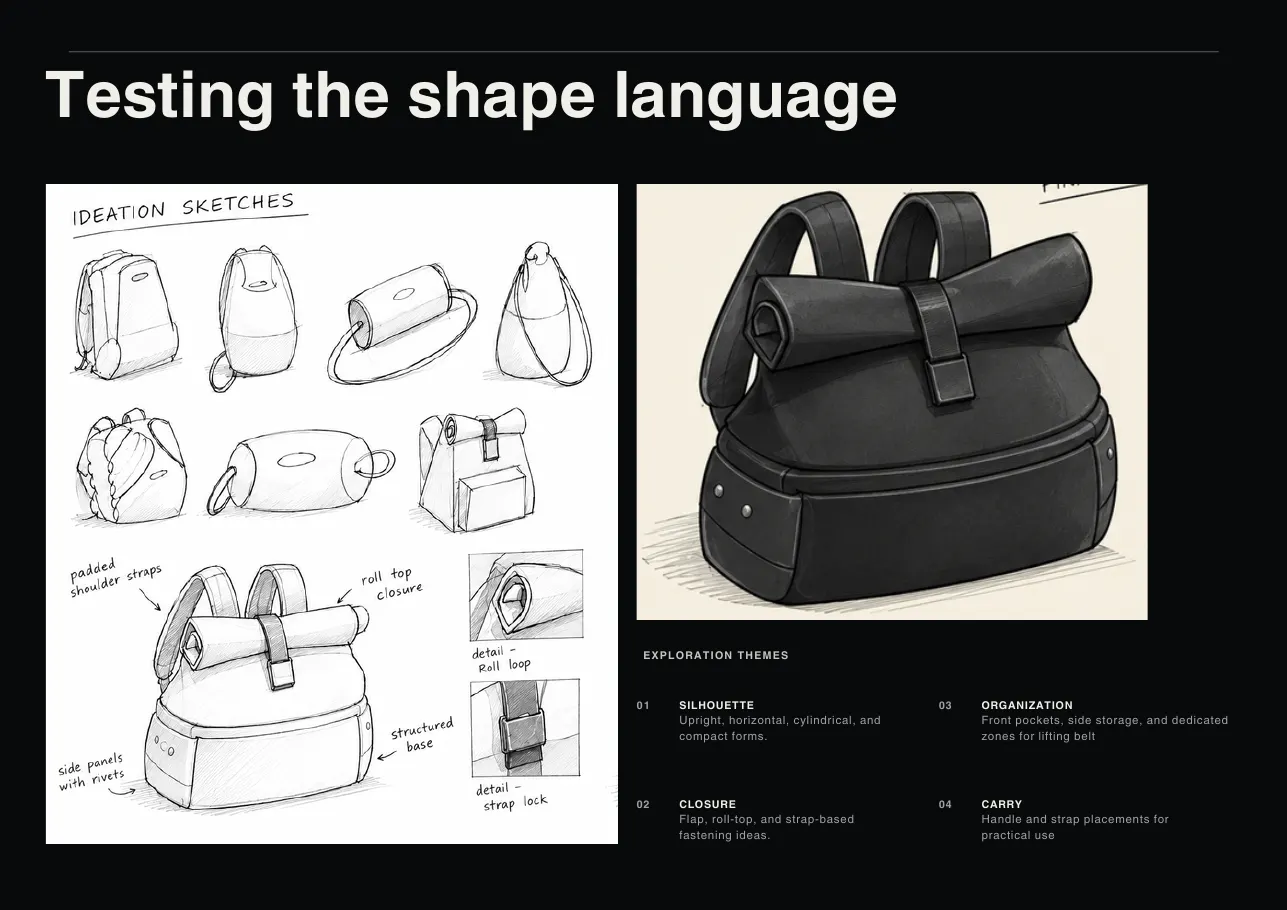 Testing the shape language
IDEATION SKETCHES
padded
shoulder straps
roll top
closure
detail -
Roll loop
structured
base
side panels
with rivets
detail -
strap lock
EXPLORATION THEMES
01 SILHOUETTE
Upright, horizontal, cylindrical, and
compact forms.
02 CLOSURE
Flap, roll-top, and strap-based
fastening ideas.
03 ORGANIZATION
Front pockets, side storage, and dedicated
zones for lifting belt
04 CARRY
Handle and strap placements for
practical use